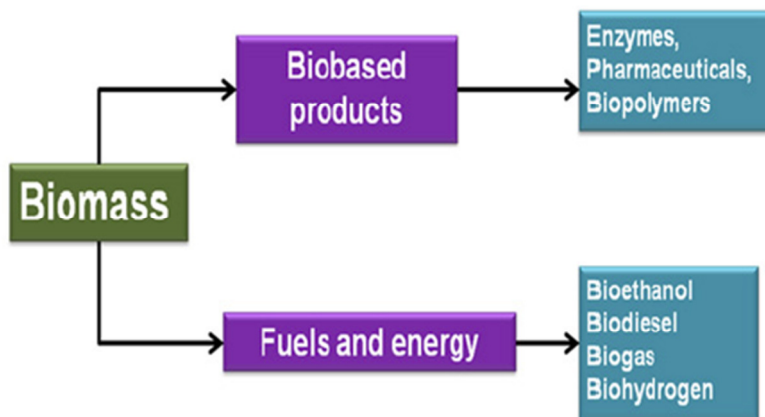 Biomass
Biobased
products
Enzymes,
Pharmaceuticals,
Biopolymers
Fuels and energy
Bioethanol
Biodiesel
Biogas
Biohydrogen